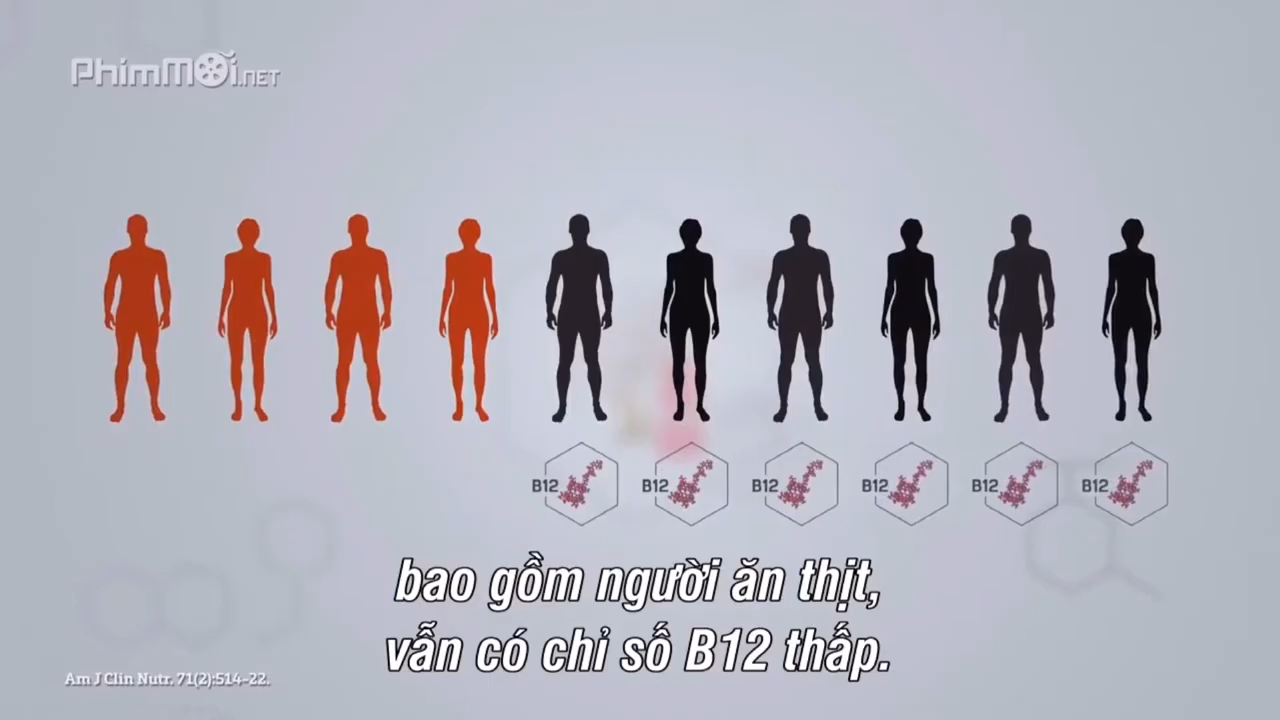 PhimMỡi.NET
B12 B12 B12 B12 B12 B12
bao gồm người ăn thịt,
vẫn có chỉ số B12 thấp.
Am J Clin Nutr. 71(2):514-22.